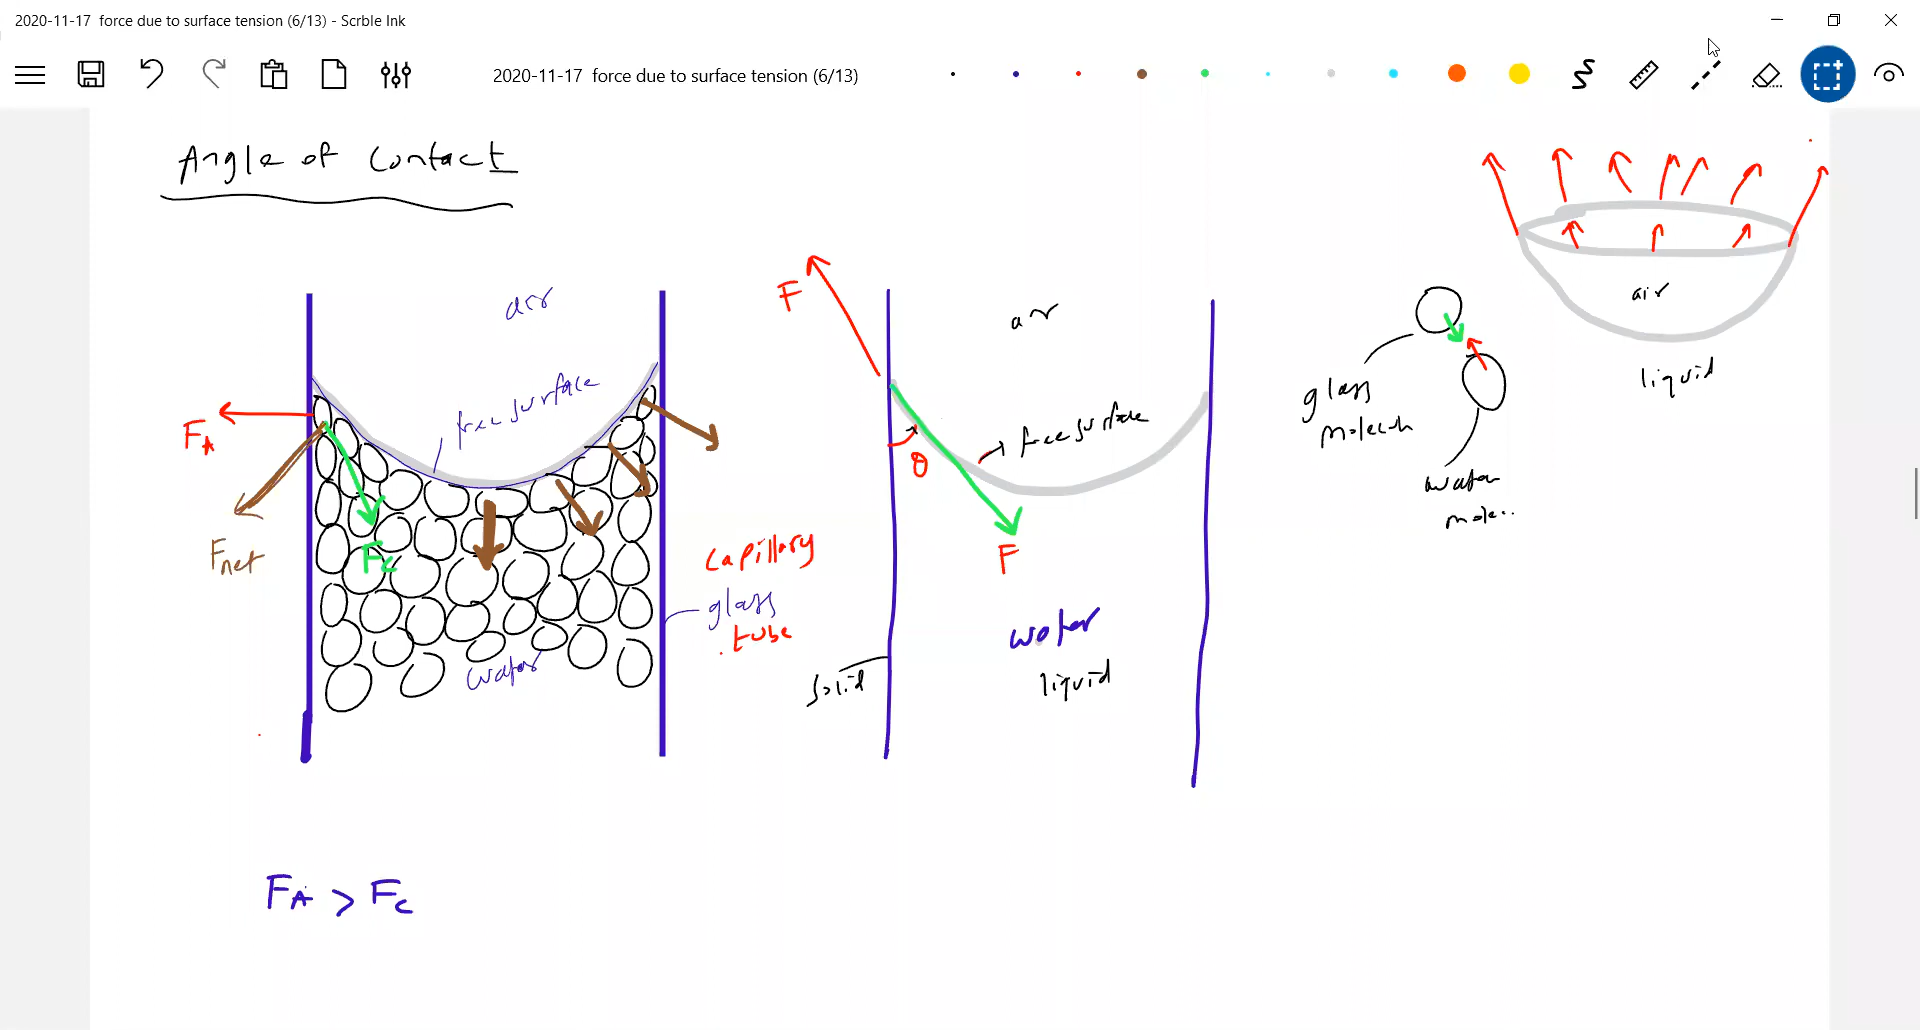 2020-11-17 force due to surface tension (6/13) - Scrble Ink
2020-11-17 force due to surface tension (6/13)
Angle of Contact
air
free surface
FA
Fnet
Fc
water
Capillary
glass
tube
FA > Fc
F
air
free surface
θ
F
water
liquid
solid
glass
molecule
water
molec..
air
liquid